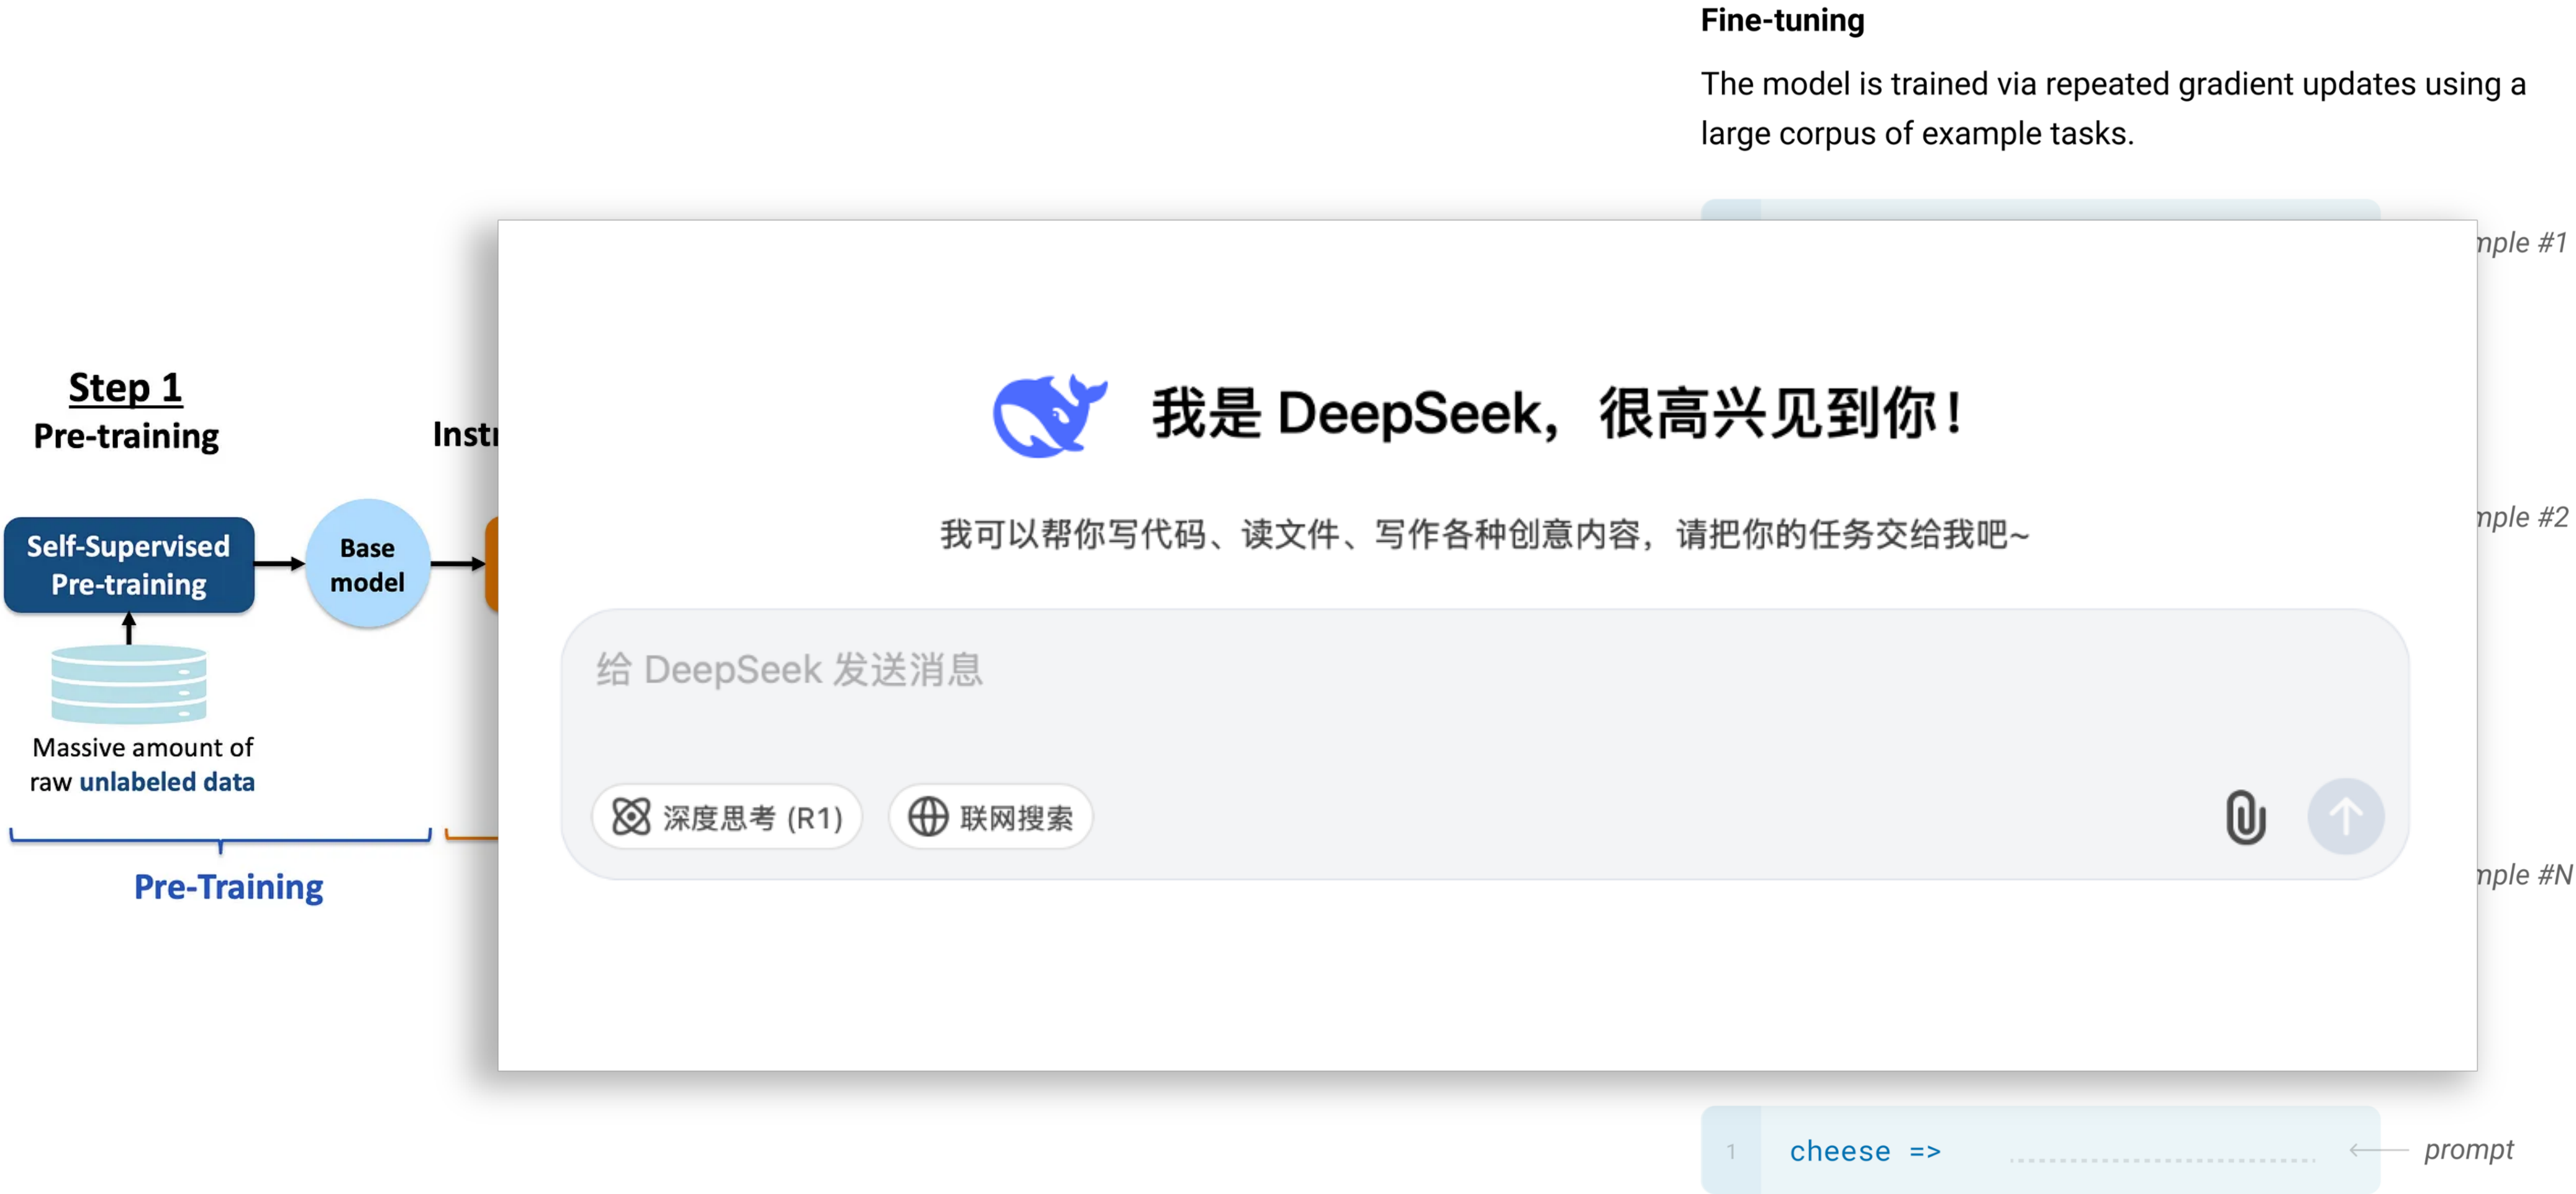 Fine-tuning
The model is trained via repeated gradient updates using a
large corpus of example tasks.
#1
Step 1
Pre-training
Self-Supervised
Pre-training
Base
model
Massive amount of
raw unlabeled data
Pre-Training
我是 DeepSeek，很高兴见到你！
我可以帮你写代码、读文件、写作各种创意内容，请把你的任务交给我吧~
给 DeepSeek 发送消息
深度思考 (R1)
联网搜索
#2
#N
1 cheese => prompt